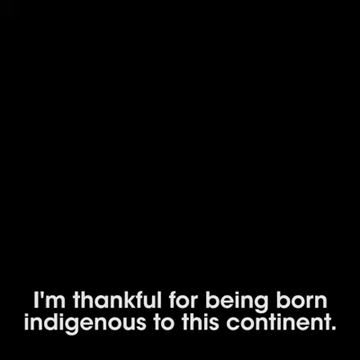 I'm thankful for being born
indigenous to this continent.